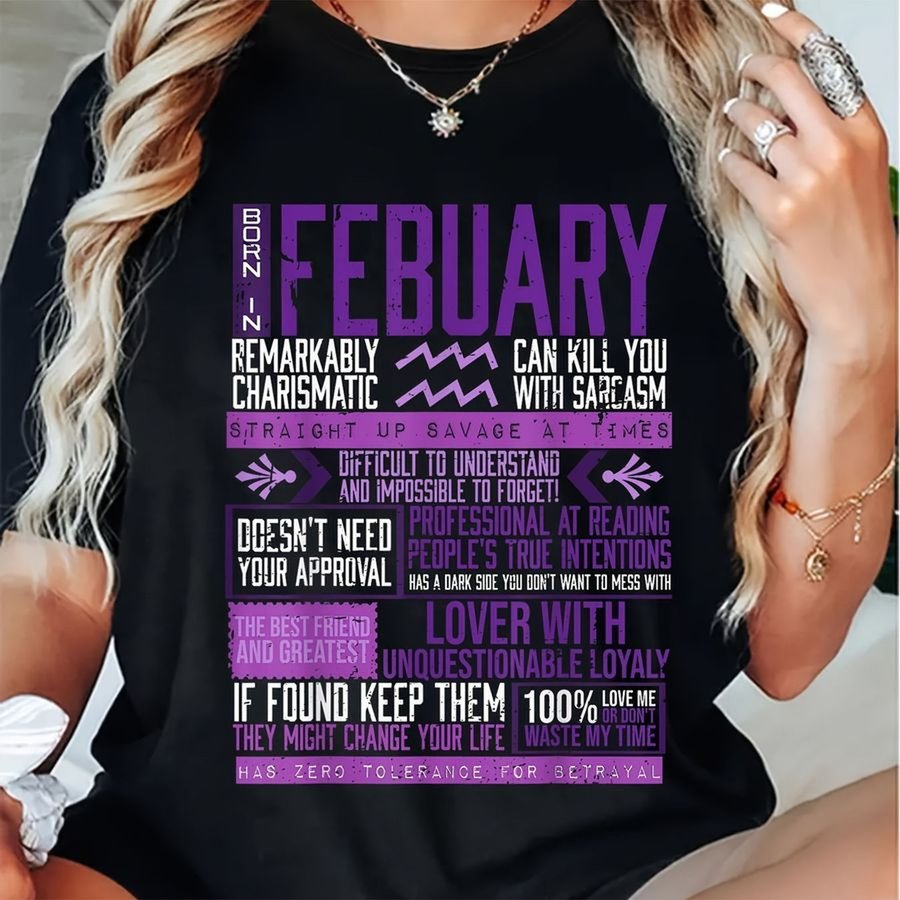 BORN IN
FEBUARY
REMARKABLY
CHARISMATIC
CAN KILL YOU
WITH SARCASM
STRAIGHT UP SAVAGE AT TIMES
DIFFICULT TO UNDERSTAND
AND IMPOSSIBLE TO FORGET!
DOESN'T NEED
YOUR APPROVAL
PROFESSIONAL AT READING
PEOPLE'S TRUE INTENTIONS
HAS A DARK SIDE YOU DON'T WANT TO MESS WITH
THE BEST FRIEND
AND GREATEST
LOVER WITH
UNQUESTIONABLE LOYALY
IF FOUND KEEP THEM
THEY MIGHT CHANGE YOUR LIFE
100%
LOVE ME
OR DON'T
WASTE MY TIME
HAS ZERO TOLERANCE FOR BETRAYAL